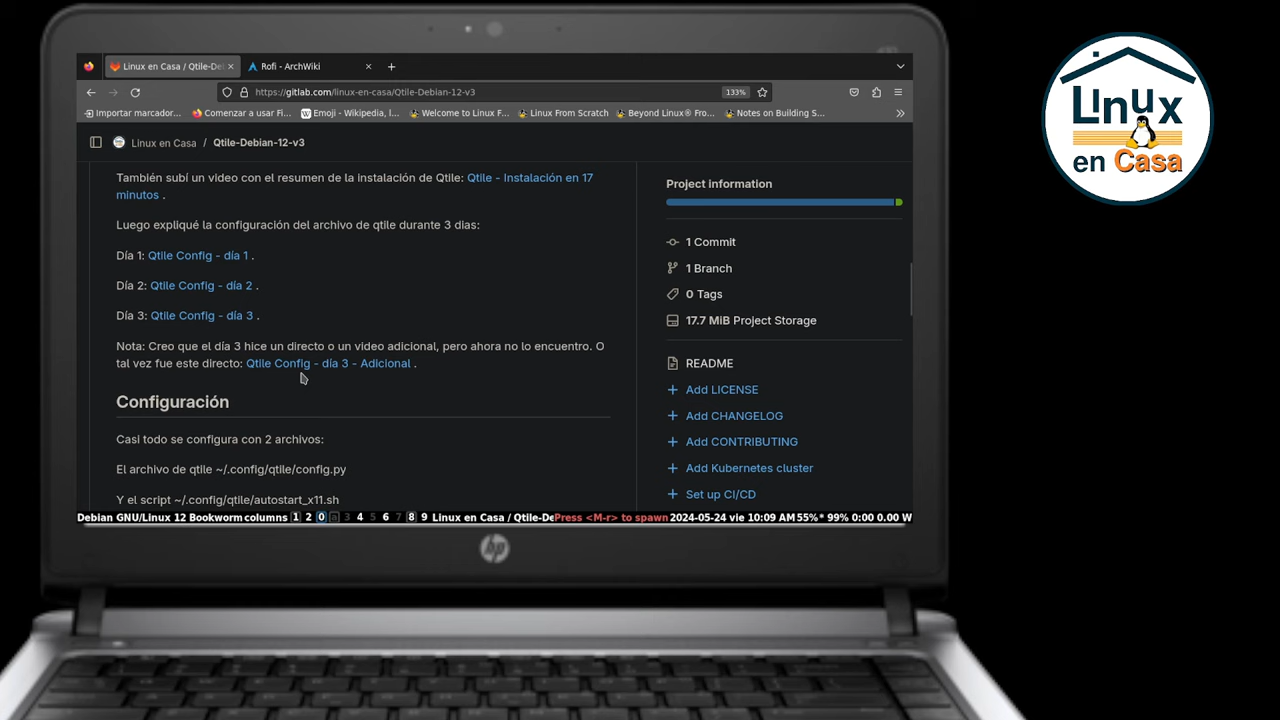 Linux en Casa / Qtile-De
Rofi - ArchWiki
https://gitlab.com/linux-en-casa/Qtile-Debian-12-v3
133%
Importar marcador...
Comenzar a usar Fi...
Emoji - Wikipedia, l...
Welcome to Linux F...
Linux From Scratch
Beyond Linux® Fro...
Notes on Building S...
Linux en Casa / Qtile-Debian-12-v3
También subí un video con el resumen de la instalación de Qtile: Qtile - Instalación en 17
minutos .
Luego expliqué la configuración del archivo de qtile durante 3 dias:
Día 1: Qtile Config - día 1 .
Día 2: Qtile Config - día 2 .
Día 3: Qtile Config - día 3 .
Nota: Creo que el día 3 hice un directo o un video adicional, pero ahora no lo encuentro. O
tal vez fue este directo: Qtile Config - día 3 - Adicional .
Configuración
Casi todo se configura con 2 archivos:
El archivo de qtile ~/.config/qtile/config.py
Y el script ~/.config/qtile/autostart_x11.sh
Project information
1 Commit
1 Branch
0 Tags
17.7 MiB Project Storage
README
Add LICENSE
Add CHANGELOG
Add CONTRIBUTING
Add Kubernetes cluster
Set up CI/CD
Debian GNU/Linux 12 Bookworm columns 1 2 0 a 3 4 5 6 7 8 9 Linux en Casa / Qtile-De Press <M-r> to spawn 2024-05-24 vie 10:09 AM 55%* 99% 0:00 0.00 W
hp
Linux
en Casa